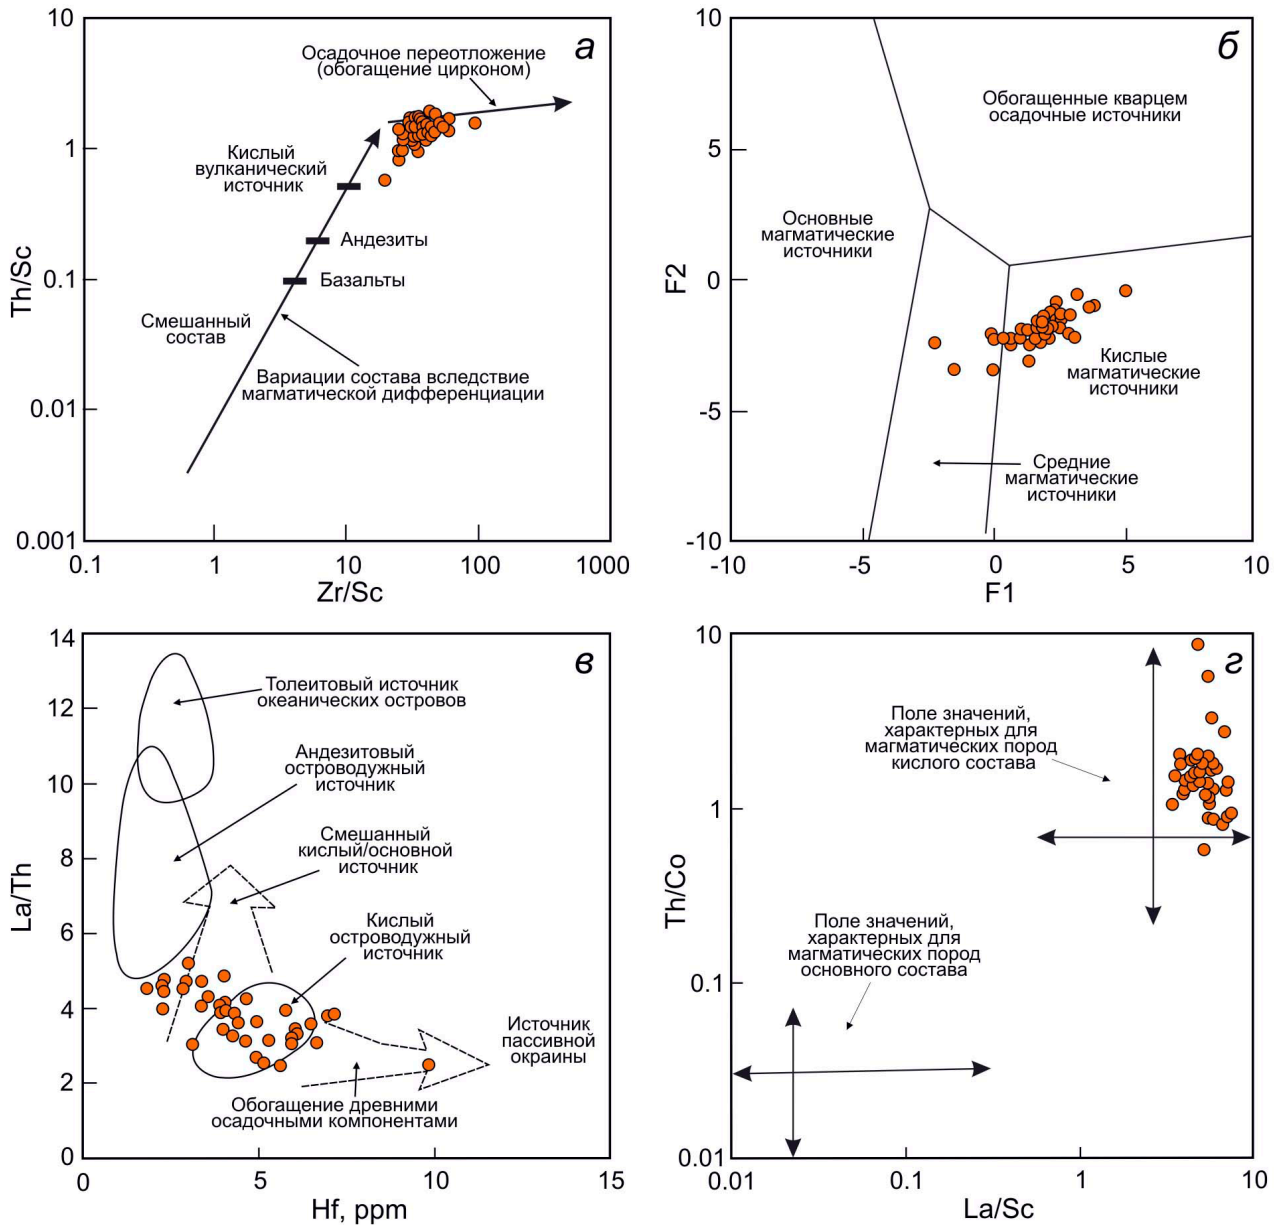 а
10
1
0.1
0.01
0.001
Th/Sc
Осадочное переотложение
(обогащение цирконом)
Кислый
вулканический
источник
Андезиты
Базальты
Смешанный
состав
Вариации состава вследствие
магматической дифференциации
0.1
1
10
100
1000
Zr/Sc
б
10
5
0
-5
-10
F2
Обогащенные кварцем
осадочные источники
Основные
магматические
источники
Кислые
магматические
источники
Средние
магматические
источники
-10
-5
0
5
10
F1
в
14
12
10
8
6
4
2
0
La/Th
Толеитовый источник
океанических островов
Андезитовый
островодужный
источник
Смешанный
кислый/основной
источник
Кислый
островодужный
источник
Источник
пассивной
окраины
Обогащение древними
осадочными компонентами
0
5
10
15
Hf, ppm
г
10
1
0.1
0.01
Th/Co
Поле значений,
характерных для
магматических пород
кислого состава
Поле значений,
характерных для
магматических пород
основного состава
0.01
0.1
1
10
La/Sc